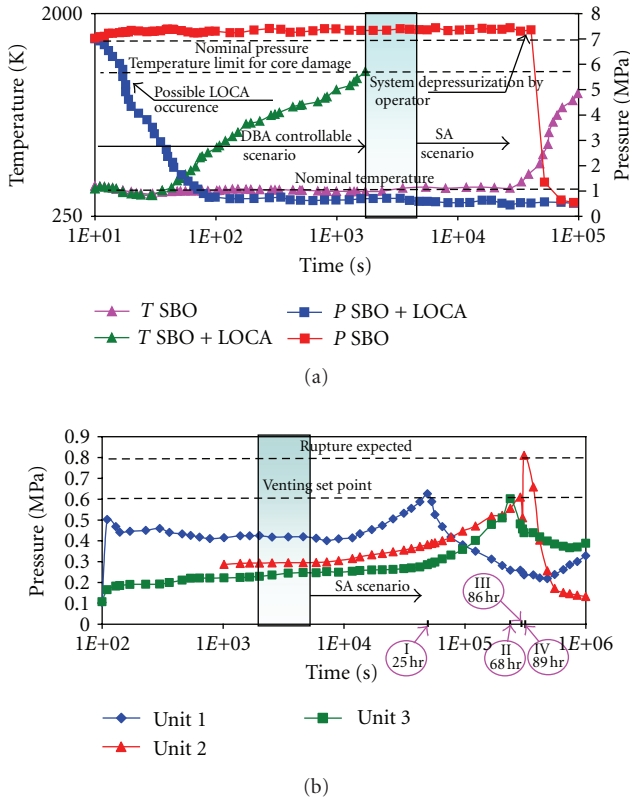 2000
250
Temperature (K)
8
7
6
5
4
3
2
1
0
Pressure (MPa)
Nominal pressure
Temperature limit for core damage
Possible LOCA
occurence
System depressurization by
operator
DBA controllable
scenario
SA
scenario
Nominal temperature
1E+01
1E+02
1E+03
1E+04
1E+05
Time (s)
T SBO
P SBO + LOCA
T SBO + LOCA
P SBO
(a)
0.9
0.8
0.7
0.6
0.5
0.4
0.3
0.2
0.1
0
Pressure (MPa)
Rupture expected
Venting set point
SA scenario
III
86 hr
1E+02
1E+03
1E+04
1E+05
1E+06
Time (s)
I
25 hr
II
68 hr
IV
89 hr
Unit 1
Unit 3
Unit 2
(b)